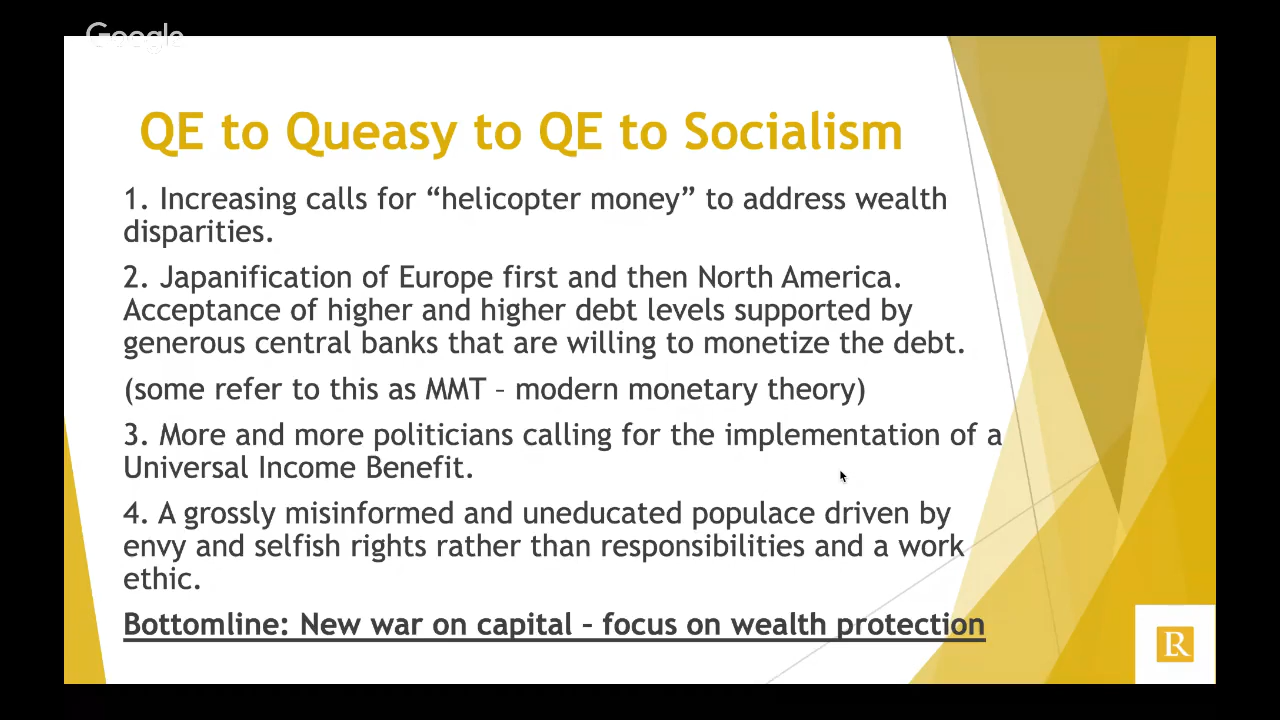 Google
QE to Queasy to QE to Socialism
1. Increasing calls for “helicopter money” to address wealth
disparities.
2. Japanification of Europe first and then North America.
Acceptance of higher and higher debt levels supported by
generous central banks that are willing to monetize the debt.
(some refer to this as MMT – modern monetary theory)
3. More and more politicians calling for the implementation of a
Universal Income Benefit.
4. A grossly misinformed and uneducated populace driven by
envy and selfish rights rather than responsibilities and a work
ethic.
Bottomline: New war on capital – focus on wealth protection